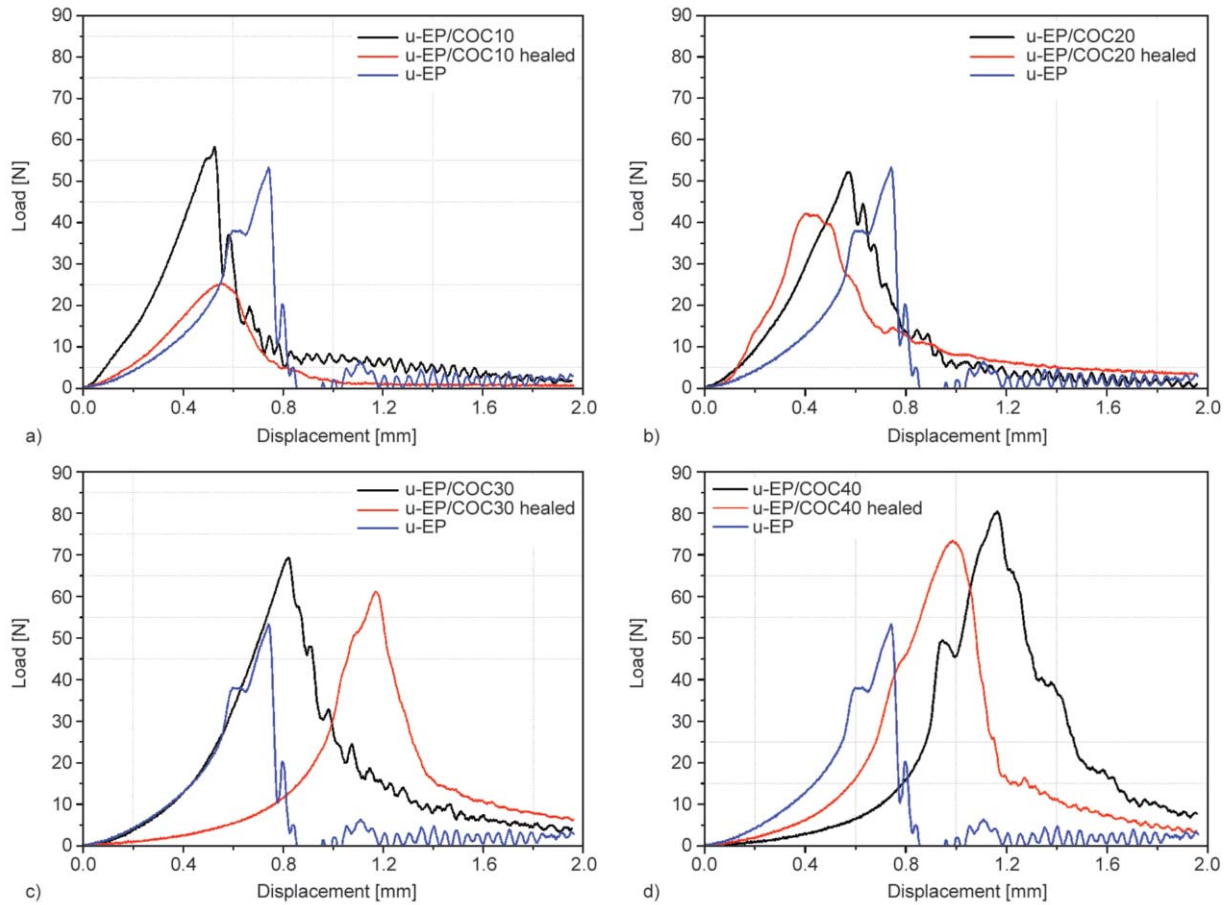 90
80
70
60
50
40
30
20
10
0
Load [N]
u-EP/COC10
u-EP/COC10 healed
u-EP
0.0 0.4 0.8 1.2 1.6 2.0
Displacement [mm]
a)
90
80
70
60
50
40
30
20
10
0
Load [N]
u-EP/COC20
u-EP/COC20 healed
u-EP
0.0 0.4 0.8 1.2 1.6 2.0
Displacement [mm]
b)
90
80
70
60
50
40
30
20
10
0
Load [N]
u-EP/COC30
u-EP/COC30 healed
u-EP
0.0 0.4 0.8 1.2 1.6 2.0
Displacement [mm]
c)
90
80
70
60
50
40
30
20
10
0
Load [N]
u-EP/COC40
u-EP/COC40 healed
u-EP
0.0 0.4 0.8 1.2 1.6 2.0
Displacement [mm]
d)